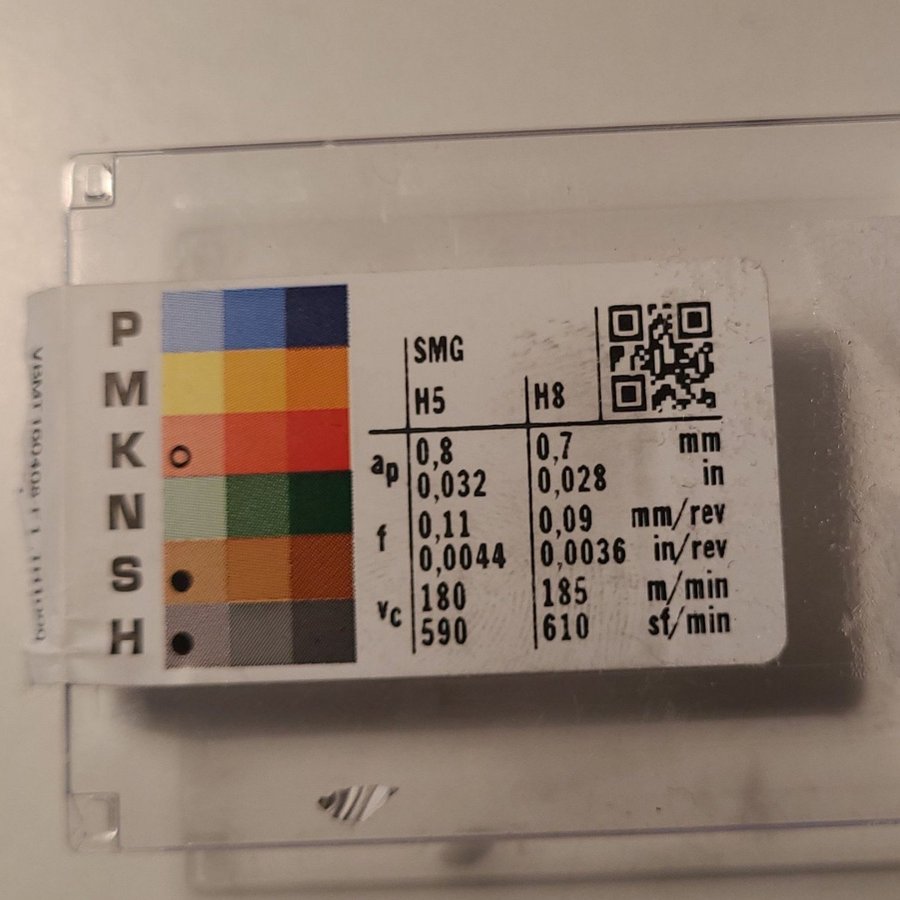 P
M
K
N
S
H
SMG
H5 H8
ap 0,8 0,7 mm
0,032 0,028 in
f 0,11 0,09 mm/rev
0,0044 0,0036 in/rev
vc 180 185 m/min
590 610 sf/min